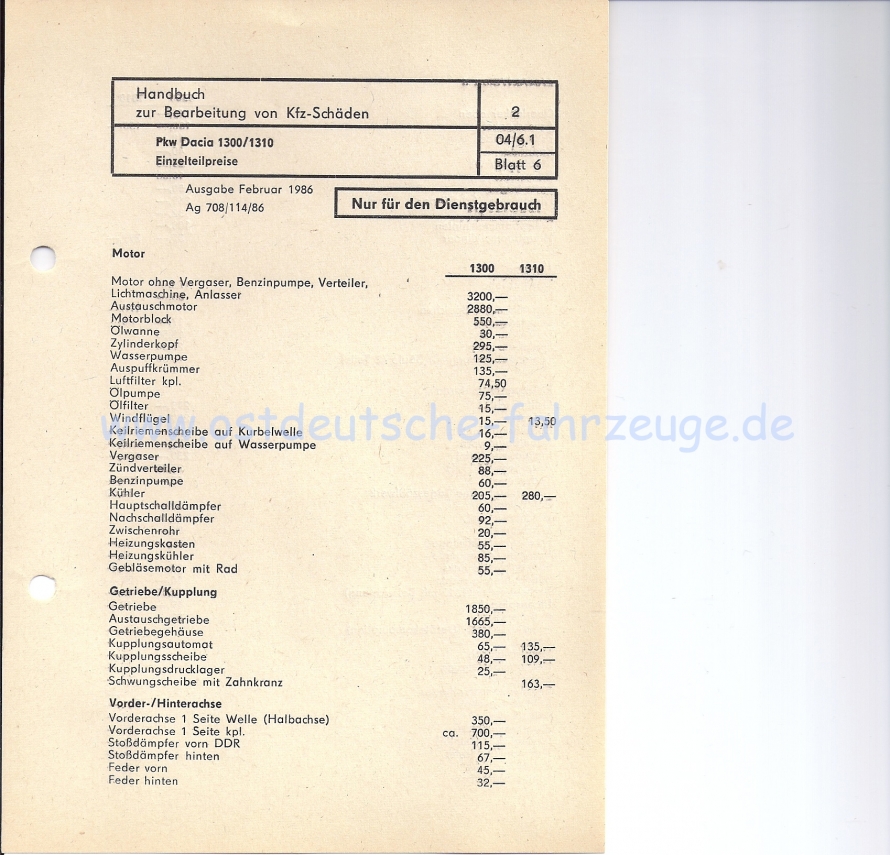 Handbuch
zur Bearbeitung von Kfz-Schäden 2
Pkw Dacia 1300/1310 04/6.1
Einzelteilpreise Blatt 6
Ausgabe Februar 1986
Ag 708/114/86 Nur für den Dienstgebrauch
Motor
1300 1310
Motor ohne Vergaser, Benzinpumpe, Verteiler,
Lichtmaschine, Anlasser 3200,—
Austauschmotor 2880,—
Motorblock 550,—
Ölwanne 30,—
Zylinderkopf 295,—
Wasserpumpe 125,—
Auspuffkrümmer 135,—
Luftfilter kpl. 74,50
Ölpumpe 75,—
Ölfilter 15,—
Windflügel 15,— 13,50
www.ostdeutsche-fahrzeuge.de
Keilriemenscheibe auf Kurbelwelle 16,—
Keilriemenscheibe auf Wasserpumpe 9,—
Vergaser 225,—
Zündverteiler 88,—
Benzinpumpe 60,—
Kühler 205,— 280,—
Hauptschalldämpfer 60,—
Nachschalldämpfer 92,—
Zwischenrohr 20,—
Heizungskasten 55,—
Heizungskühler 85,—
Gebläsemotor mit Rad 55,—
Getriebe/Kupplung
Getriebe 1850,—
Austauschgetriebe 1665,—
Getriebegehäuse 380,—
Kupplungsautomat 65,— 135,—
Kupplungsscheibe 48,— 109,—
Kupplungsdrucklager 25,—
Schwungscheibe mit Zahnkranz 163,—
Vorder-/Hinterachse
Vorderachse 1 Seite Welle (Halbachse) 350,—
Vorderachse 1 Seite kpl. ca. 700,—
Stoßdämpfer vorn DDR 115,—
Stoßdämpfer hinten 67,—
Feder vorn 45,—
Feder hinten 32,—